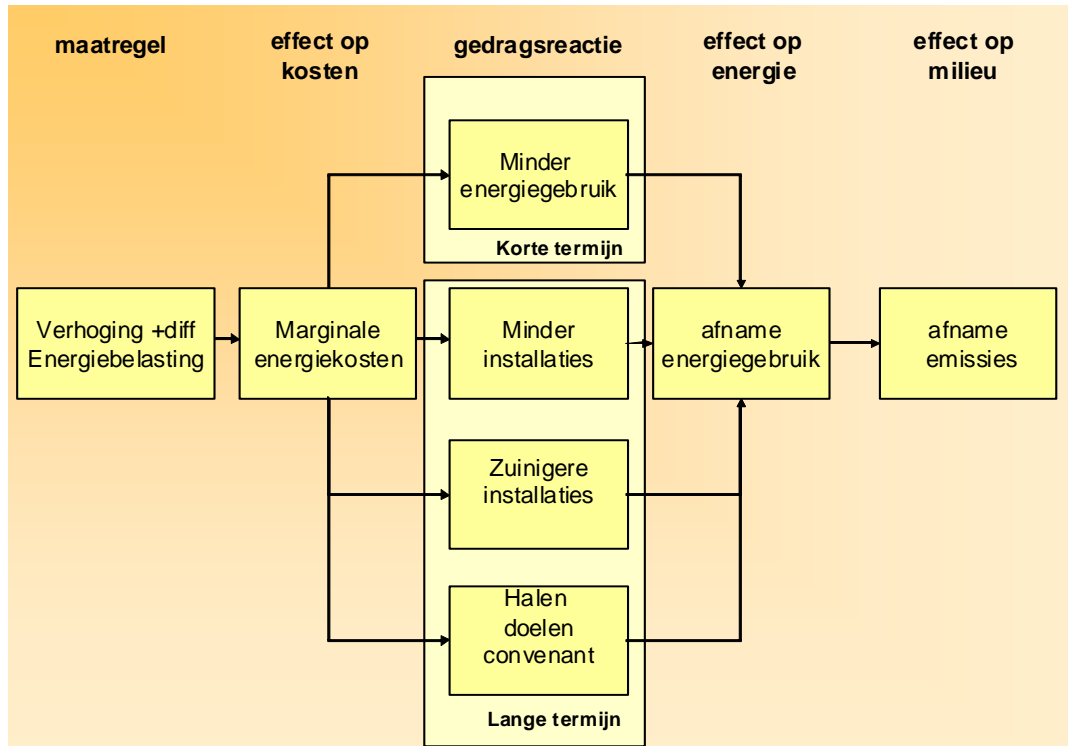 maatregel
effect op
kosten
gedragsreactie
effect op
energie
effect op
milieu
Minder
energiegebruik
Korte termijn
Verhoging +diff
Energiebelasting
Marginale
energiekosten
Minder
installaties
afname
energiegebruik
afname
emissies
Zuinigere
installaties
Halen
doelen
convenant
Lange termijn